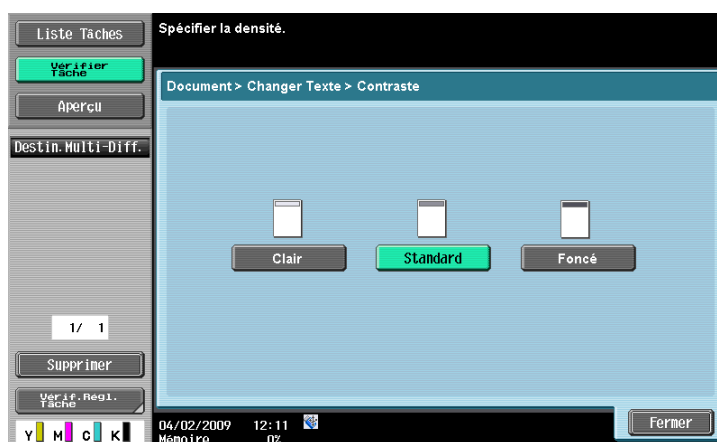 Liste Tâches
Spécifier la densité.
Vérifier
Tâche
Document > Changer Texte > Contraste
Aperçu
Destin.Multi-Diff.
Clair
Standard
Foncé
1/ 1
Supprimer
Vérif.Régl.
Tâche
Fermer
04/02/2009 12:11
Mémoire 0%
Y M C K